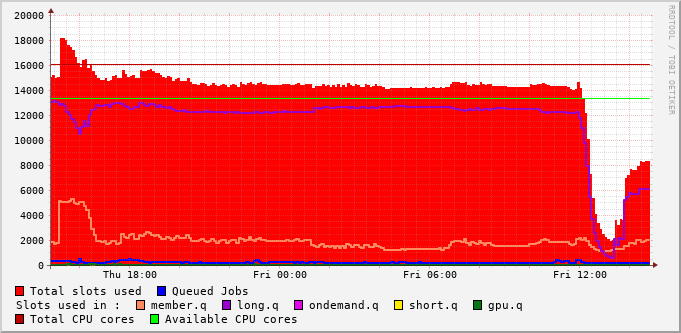 20000
18000
16000
14000
12000
10000
8000
6000
4000
2000
0
Thu 18:00 Fri 00:00 Fri 06:00 Fri 12:00
RRDTOOL / TOBI OETIKER
Total slots used Queued Jobs
Slots used in : member.q long.q ondemand.q short.q gpu.q
Total CPU cores Available CPU cores